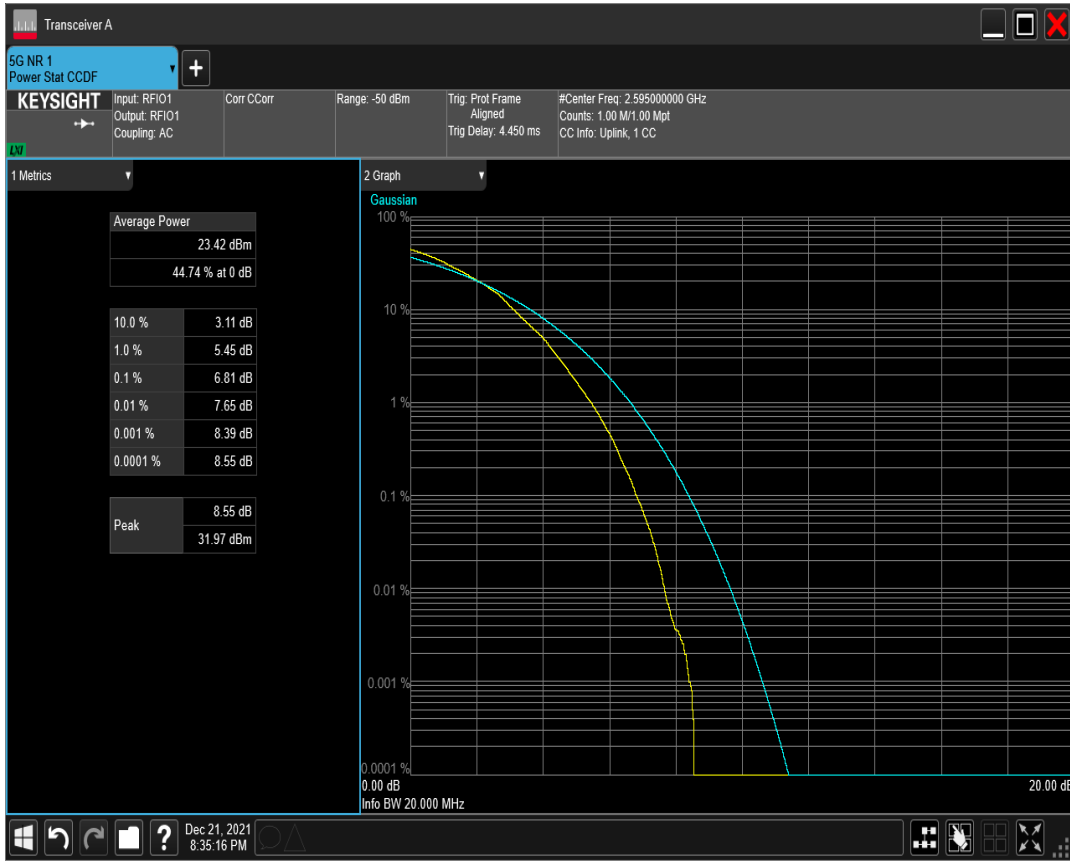 Transceiver A
5G NR 1
Power Stat CCDF
+
KEYSIGHT
LXI
Input: RFIO1
Output: RFIO1
Coupling: AC
Corr CCorr
Range: -50 dBm
Trig: Prot Frame
Aligned
Trig Delay: 4.450 ms
#Center Freq: 2.595000000 GHz
Counts: 1.00 M/1.00 Mpt
CC Info: Uplink, 1 CC
1 Metrics
Average Power
23.42 dBm
44.74 % at 0 dB
10.0 % 3.11 dB
1.0 % 5.45 dB
0.1 % 6.81 dB
0.01 % 7.65 dB
0.001 % 8.39 dB
0.0001 % 8.55 dB
Peak
8.55 dB
31.97 dBm
2 Graph
Gaussian
100 %
10 %
1 %
0.1 %
0.01 %
0.001 %
0.0001 %
0.00 dB 20.00 dB
Info BW 20.000 MHz
?
Dec 21, 2021
8:35:16 PM